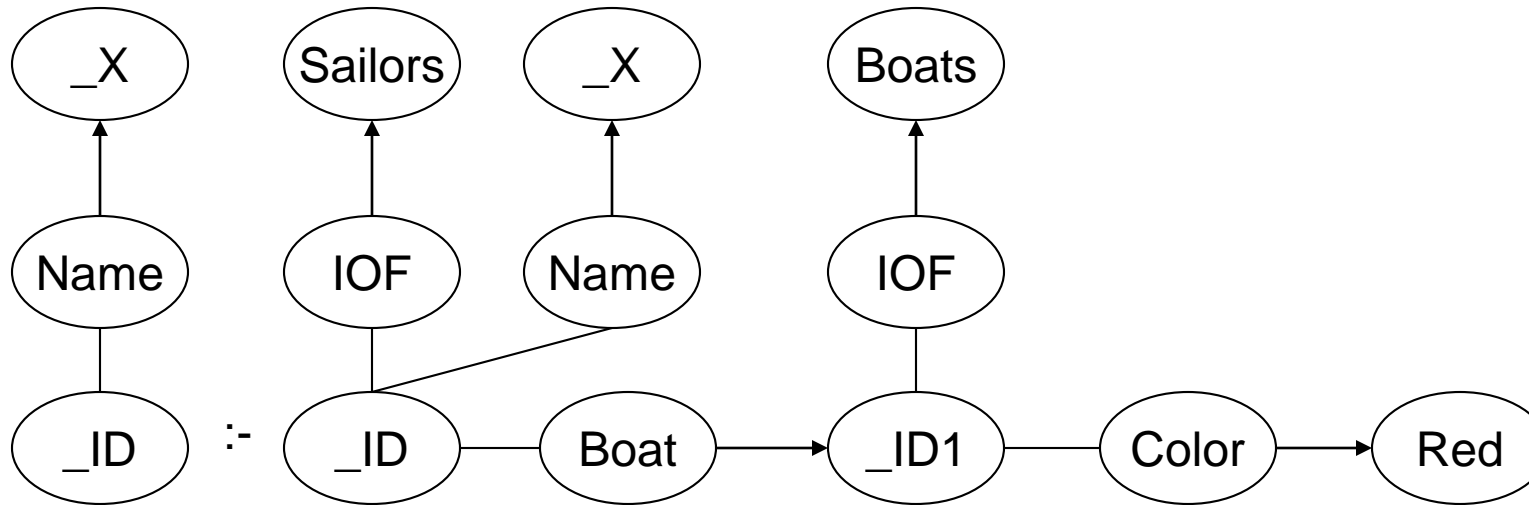 _X Sailors _X Boats
Name IOF Name IOF
_ID :- _ID Boat _ID1 Color Red